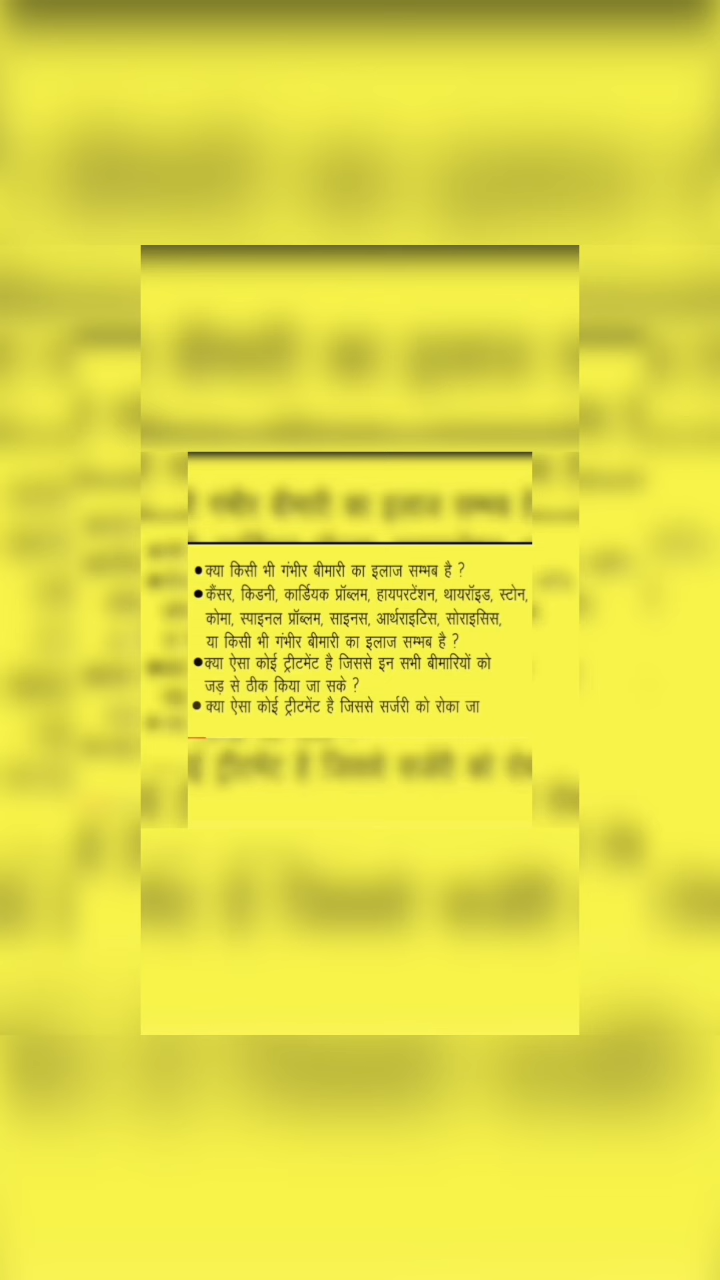 ●क्या किसी भी गंभीर बीमारी का इलाज सम्भव है ?
●कैंसर, किडनी, कार्डियक प्रॉब्लम, हायपरटेंशन, थायरॉइड, स्टोन,
कोमा, स्पाइनल प्रॉब्लम, साइनस, आर्थराइटिस, सोराइसिस,
या किसी भी गंभीर बीमारी का इलाज सम्भव है ?
●क्या ऐसा कोई ट्रीटमेंट है जिससे इन सभी बीमारियों को
जड़ से ठीक किया जा सके ?
● क्या ऐसा कोई ट्रीटमेंट है जिससे सर्जरी को रोका जा